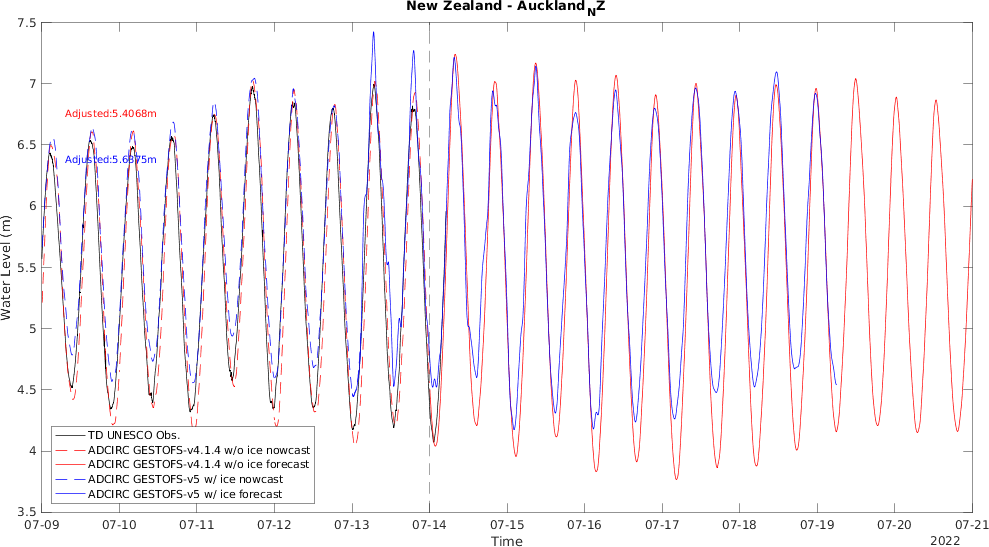 New Zealand - Auckland_NZ
7.5
7
6.5
6
5.5
5
4.5
4
3.5
Water Level (m)
Adjusted:5.4068m
Adjusted:5.6375m
TD UNESCO Obs.
ADCIRC GESTOFS-v4.1.4 w/o ice nowcast
ADCIRC GESTOFS-v4.1.4 w/o ice forecast
ADCIRC GESTOFS-v5 w/ ice nowcast
ADCIRC GESTOFS-v5 w/ ice forecast
07-09 07-10 07-11 07-12 07-13 07-14 07-15 07-16 07-17 07-18 07-19 07-20 07-21
Time
2022